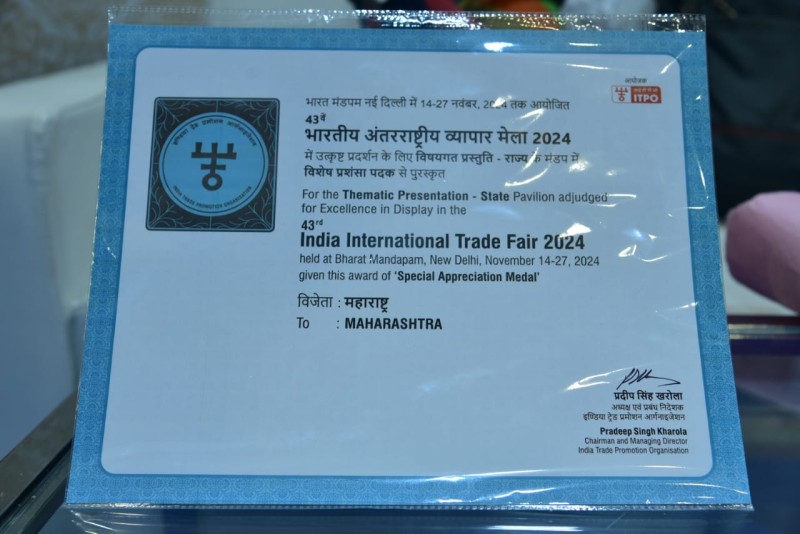 आयोजक
ITPO
भारत मंडपम नई दिल्ली में 14-27 नवंबर, 2024 तक आयोजित
43वें
भारतीय अंतरराष्ट्रीय व्यापार मेला 2024
में उत्कृष्ट प्रदर्शन के लिए विषयगत प्रस्तुति - राज्य के मंडप में
विशेष प्रशंसा पदक से पुरस्कृत
For the Thematic Presentation - State Pavilion adjudged
for Excellence in Display in the
43rd
India International Trade Fair 2024
held at Bharat Mandapam, New Delhi, November 14-27, 2024
given this award of 'Special Appreciation Medal'
विजेता : महाराष्ट्र
To : MAHARASHTRA
प्रदीप सिंह खरोला
अध्यक्ष एवं प्रबंध निदेशक
इण्डिया ट्रेड प्रमोशन आर्गनाइजेशन
Pradeep Singh Kharola
Chairman and Managing Director
India Trade Promotion Organisation
INDIA TRADE PROMOTION ORGANISATION